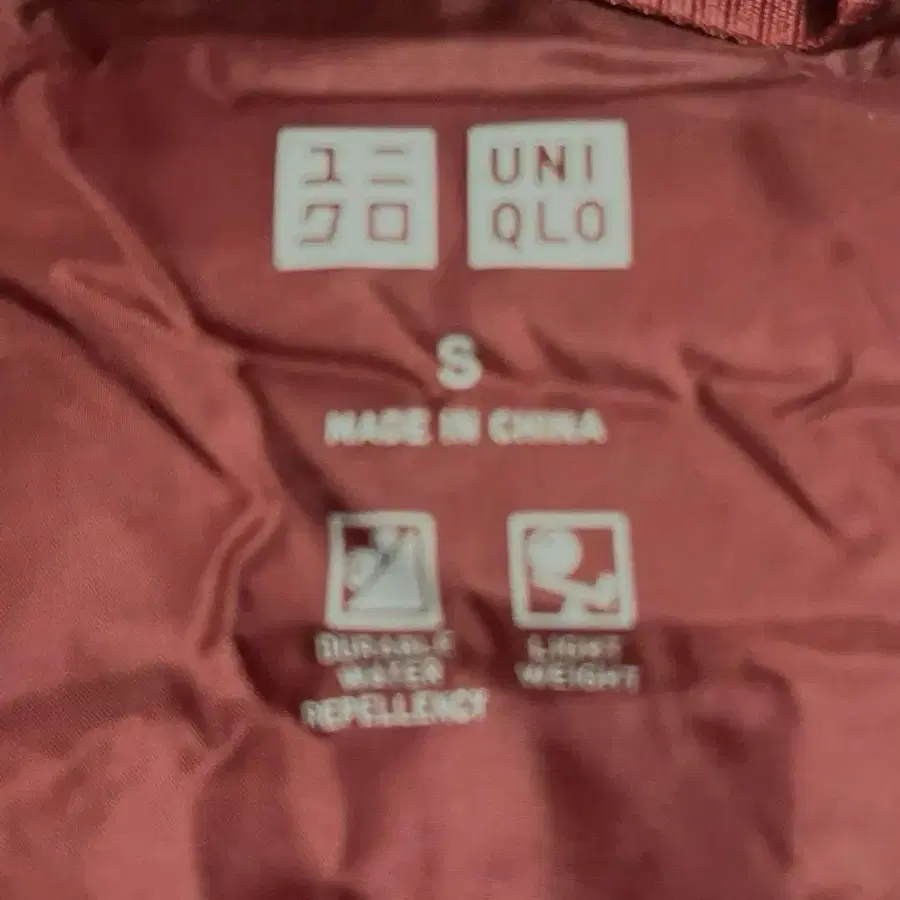 ユニ
クロ
UNI
QLO
S
MADE IN CHINA
DURABLE
WATER
REPELLENCY
LIGHT
WEIGHT